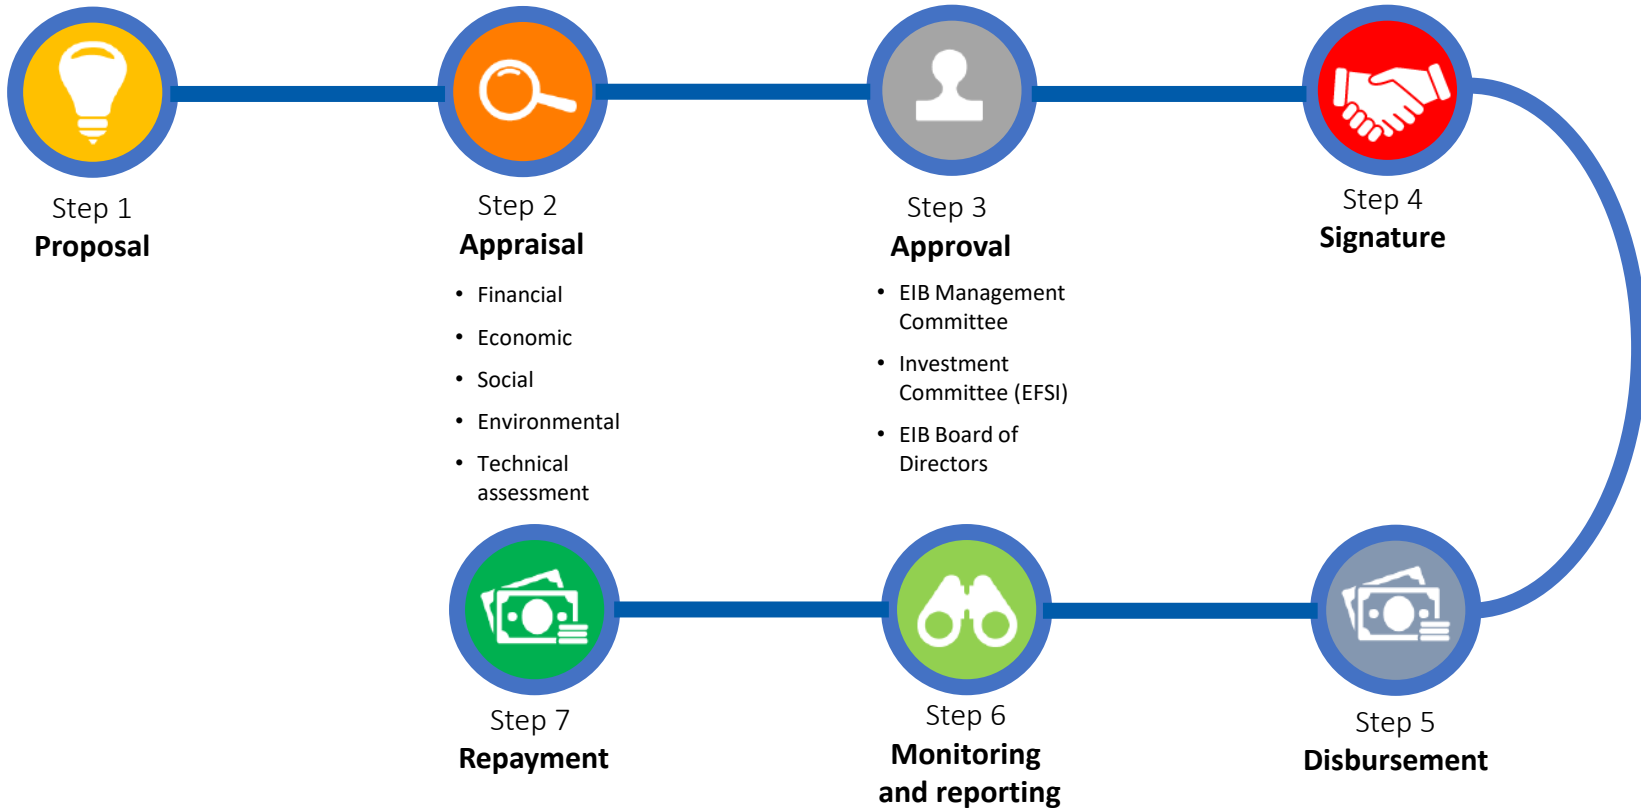 Step 1
Proposal
Step 2
Appraisal
• Financial
• Economic
• Social
• Environmental
• Technical
assessment
Step 3
Approval
• EIB Management
Committee
• Investment
Committee (EFSI)
• EIB Board of
Directors
Step 4
Signature
Step 5
Disbursement
Step 6
Monitoring
and reporting
Step 7
Repayment